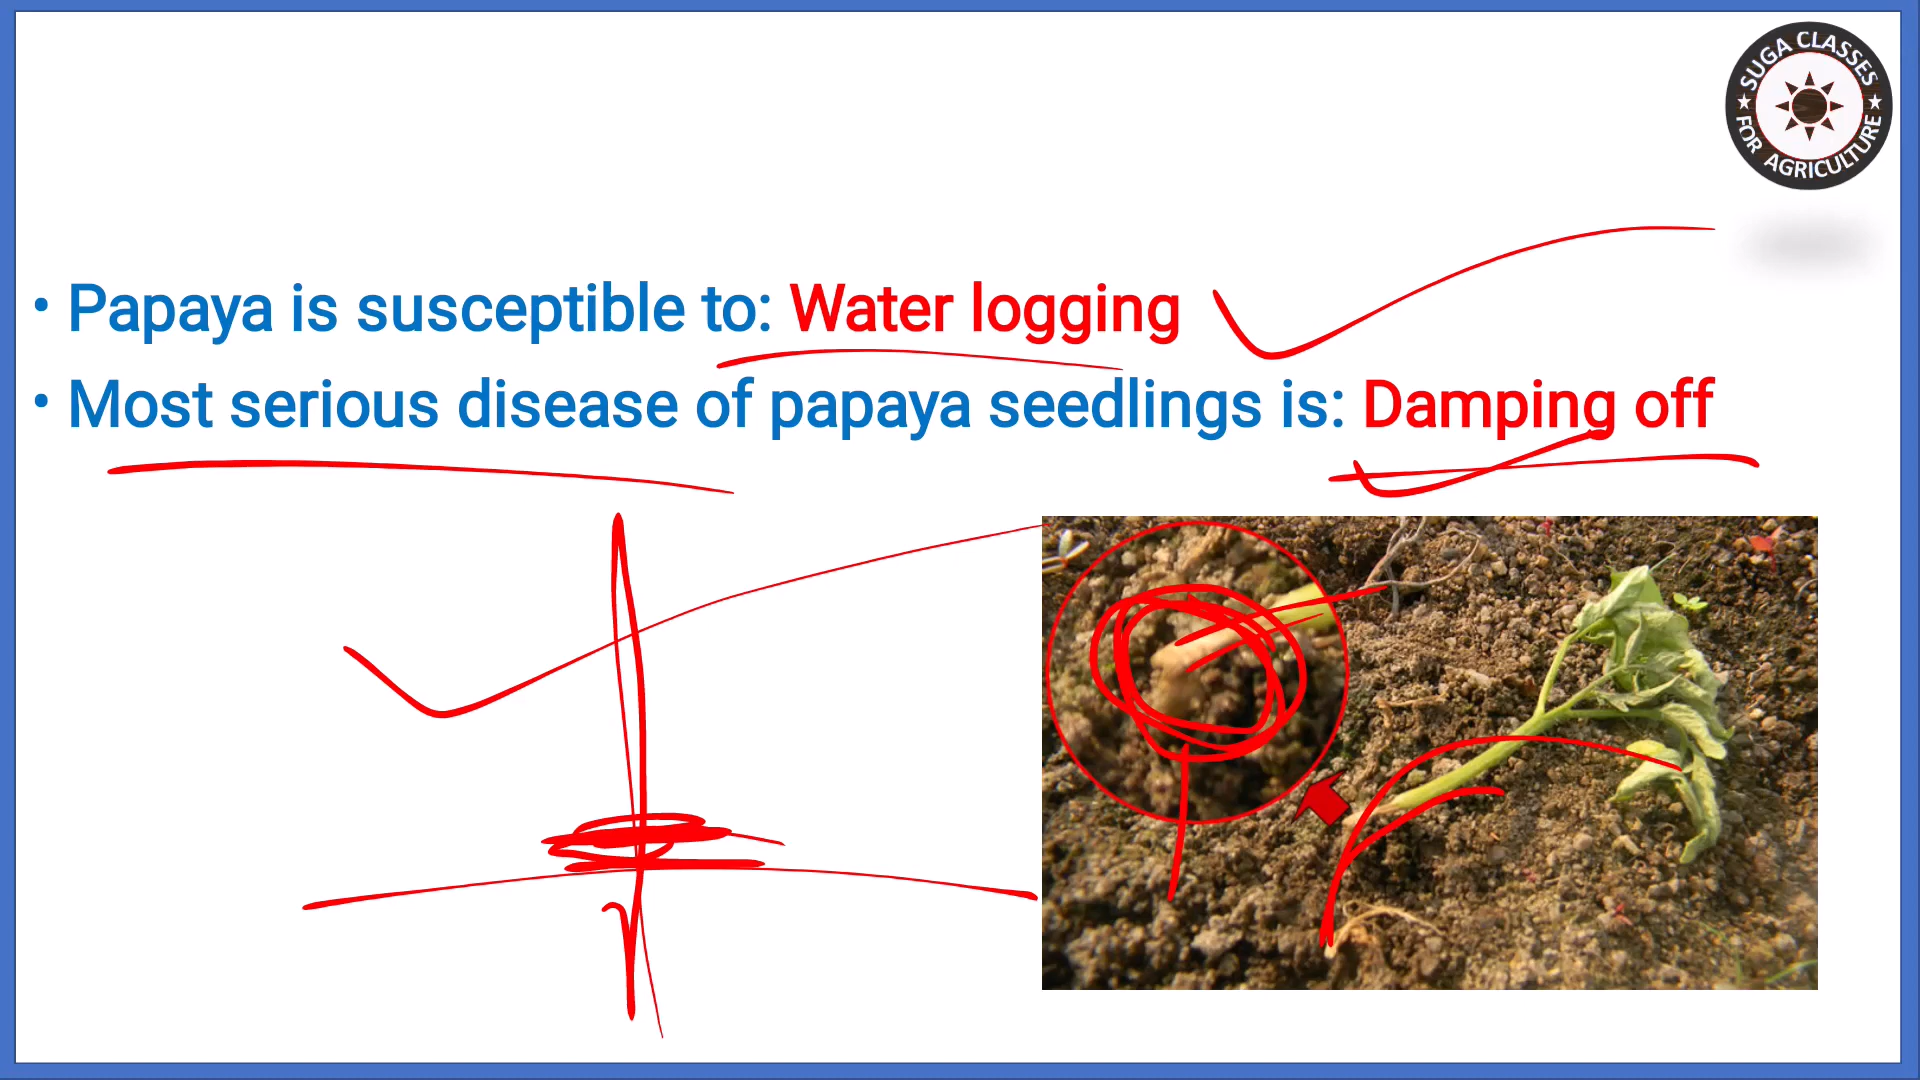 SUGA CLASSES
FOR AGRICULTURE
• Papaya is susceptible to: Water logging
• Most serious disease of papaya seedlings is: Damping off